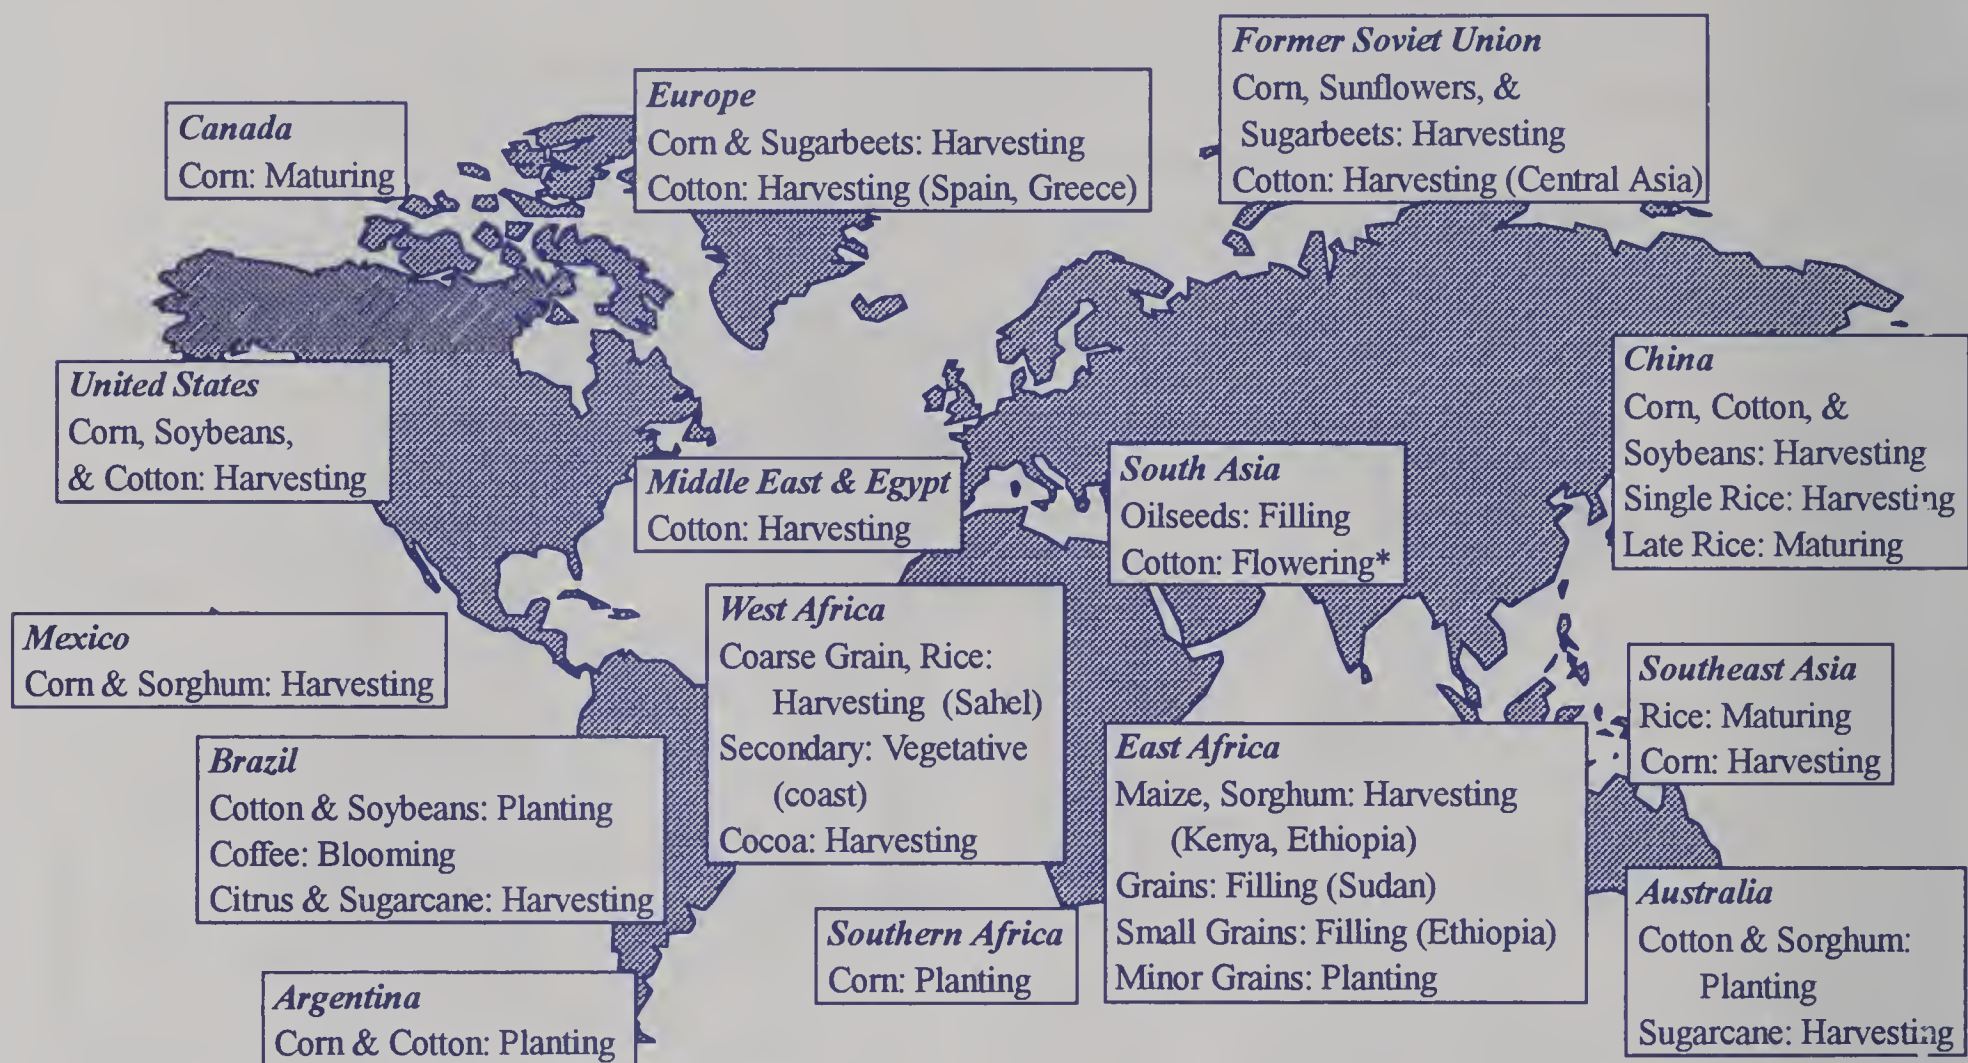 Former Soviet Union
Corn, Sunflowers, &
Sugarbeets: Harvesting
Cotton: Harvesting (Central Asia)
Europe
Corn & Sugarbeets: Harvesting
Cotton: Harvesting (Spain, Greece)
Canada
Corn: Maturing
United States
Corn, Soybeans,
& Cotton: Harvesting
China
Corn, Cotton, &
Soybeans: Harvesting
Single Rice: Harvesting
Late Rice: Maturing
Middle East & Egypt
Cotton: Harvesting
South Asia
Oilseeds: Filling
Cotton: Flowering*
West Africa
Coarse Grain, Rice:
Harvesting (Sahel)
Secondary: Vegetative
(coast)
Cocoa: Harvesting
Mexico
Corn & Sorghum: Harvesting
Southeast Asia
Rice: Maturing
Corn: Harvesting
Brazil
Cotton & Soybeans: Planting
Coffee: Blooming
Citrus & Sugarcane: Harvesting
East Africa
Maize, Sorghum: Harvesting
(Kenya, Ethiopia)
Grains: Filling (Sudan)
Small Grains: Filling (Ethiopia)
Minor Grains: Planting
Southern Africa
Corn: Planting
Australia
Cotton & Sorghum:
Planting
Sugarcane: Harvesting
Argentina
Corn & Cotton: Planting